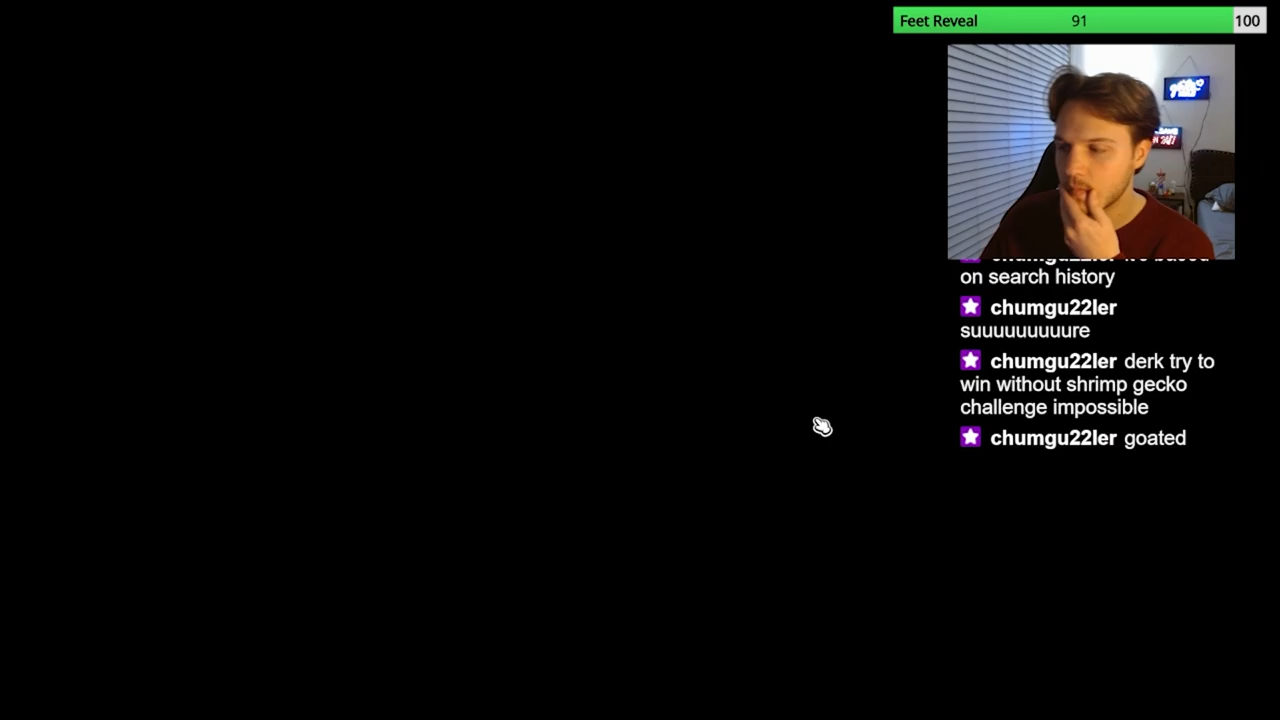 Feet Reveal 91 100
on search history
chumgu22ler
suuuuuuuuure
chumgu22ler derk try to
win without shrimp gecko
challenge impossible
chumgu22ler goated